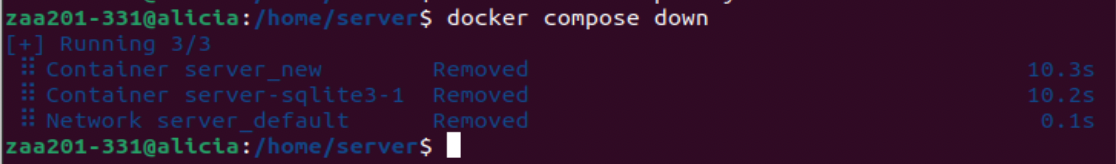 zaa201-331@alicia:/home/server$ docker compose down
[+] Running 3/3
⠿ Container server_new Removed 10.3s
⠿ Container server-sqlite3-1 Removed 10.2s
⠿ Network server_default Removed 0.1s
zaa201-331@alicia:/home/server$